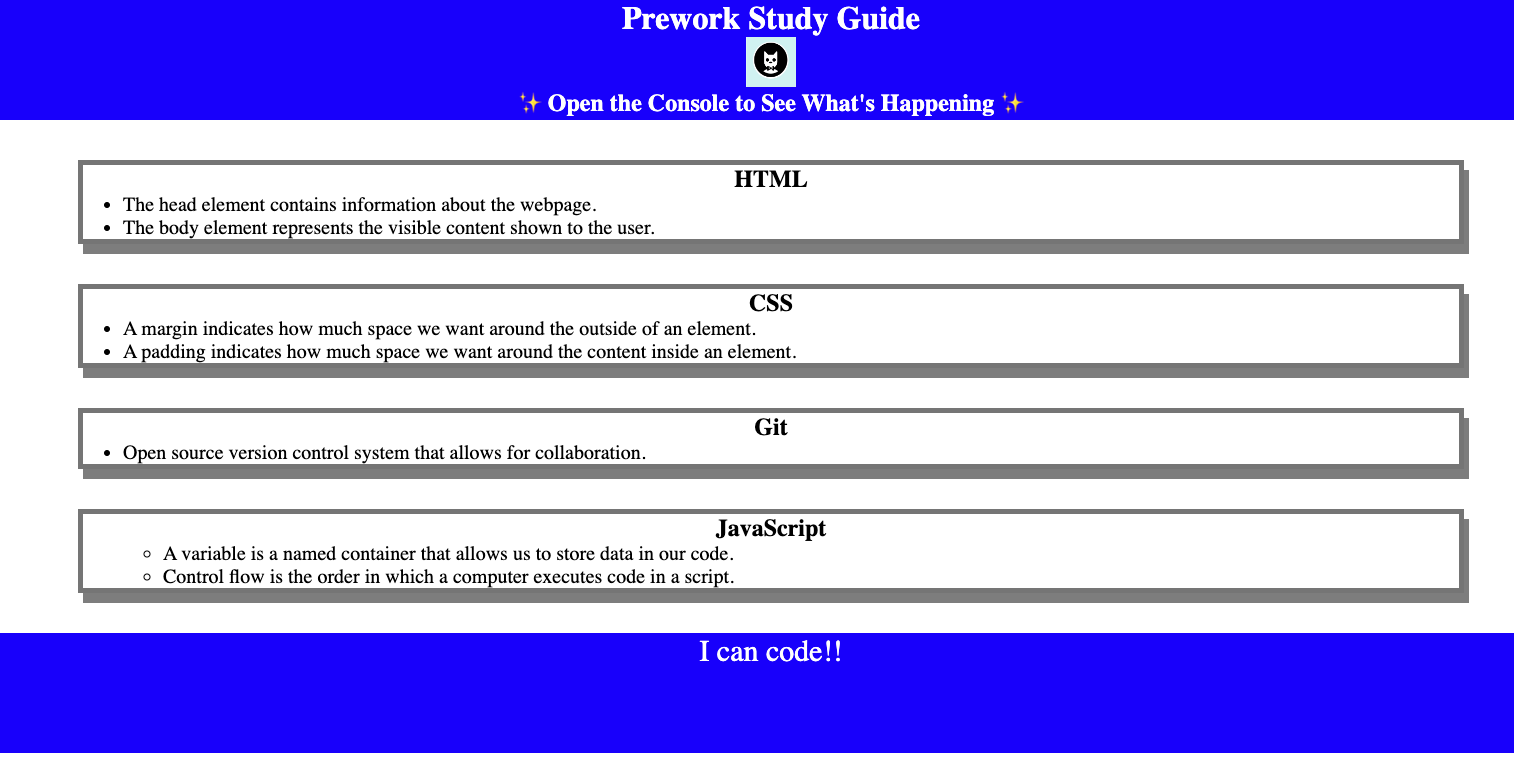 Prework Study Guide
✨ Open the Console to See What's Happening ✨
HTML
• The head element contains information about the webpage.
• The body element represents the visible content shown to the user.
CSS
• A margin indicates how much space we want around the outside of an element.
• A padding indicates how much space we want around the content inside an element.
Git
• Open source version control system that allows for collaboration.
JavaScript
◦ A variable is a named container that allows us to store data in our code.
◦ Control flow is the order in which a computer executes code in a script.
I can code!!